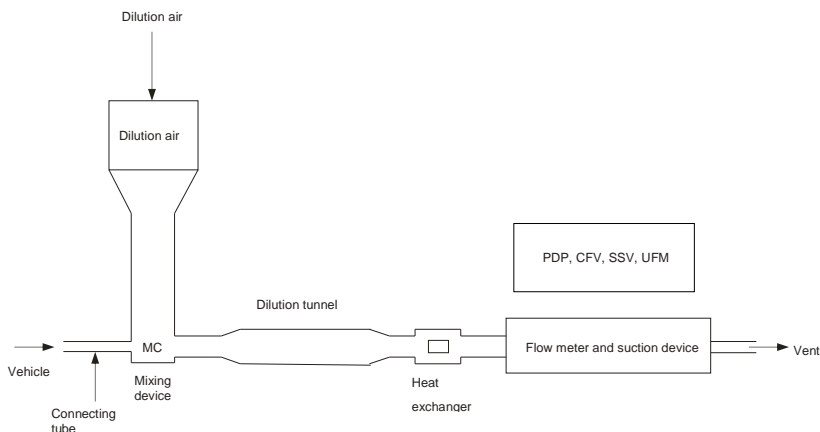 Dilution air
Dilution air
PDP, CFV, SSV, UFM
Dilution tunnel
MC
Flow meter and suction device
Vent
Vehicle
Mixing
device
Heat
exchanger
Connecting
tube